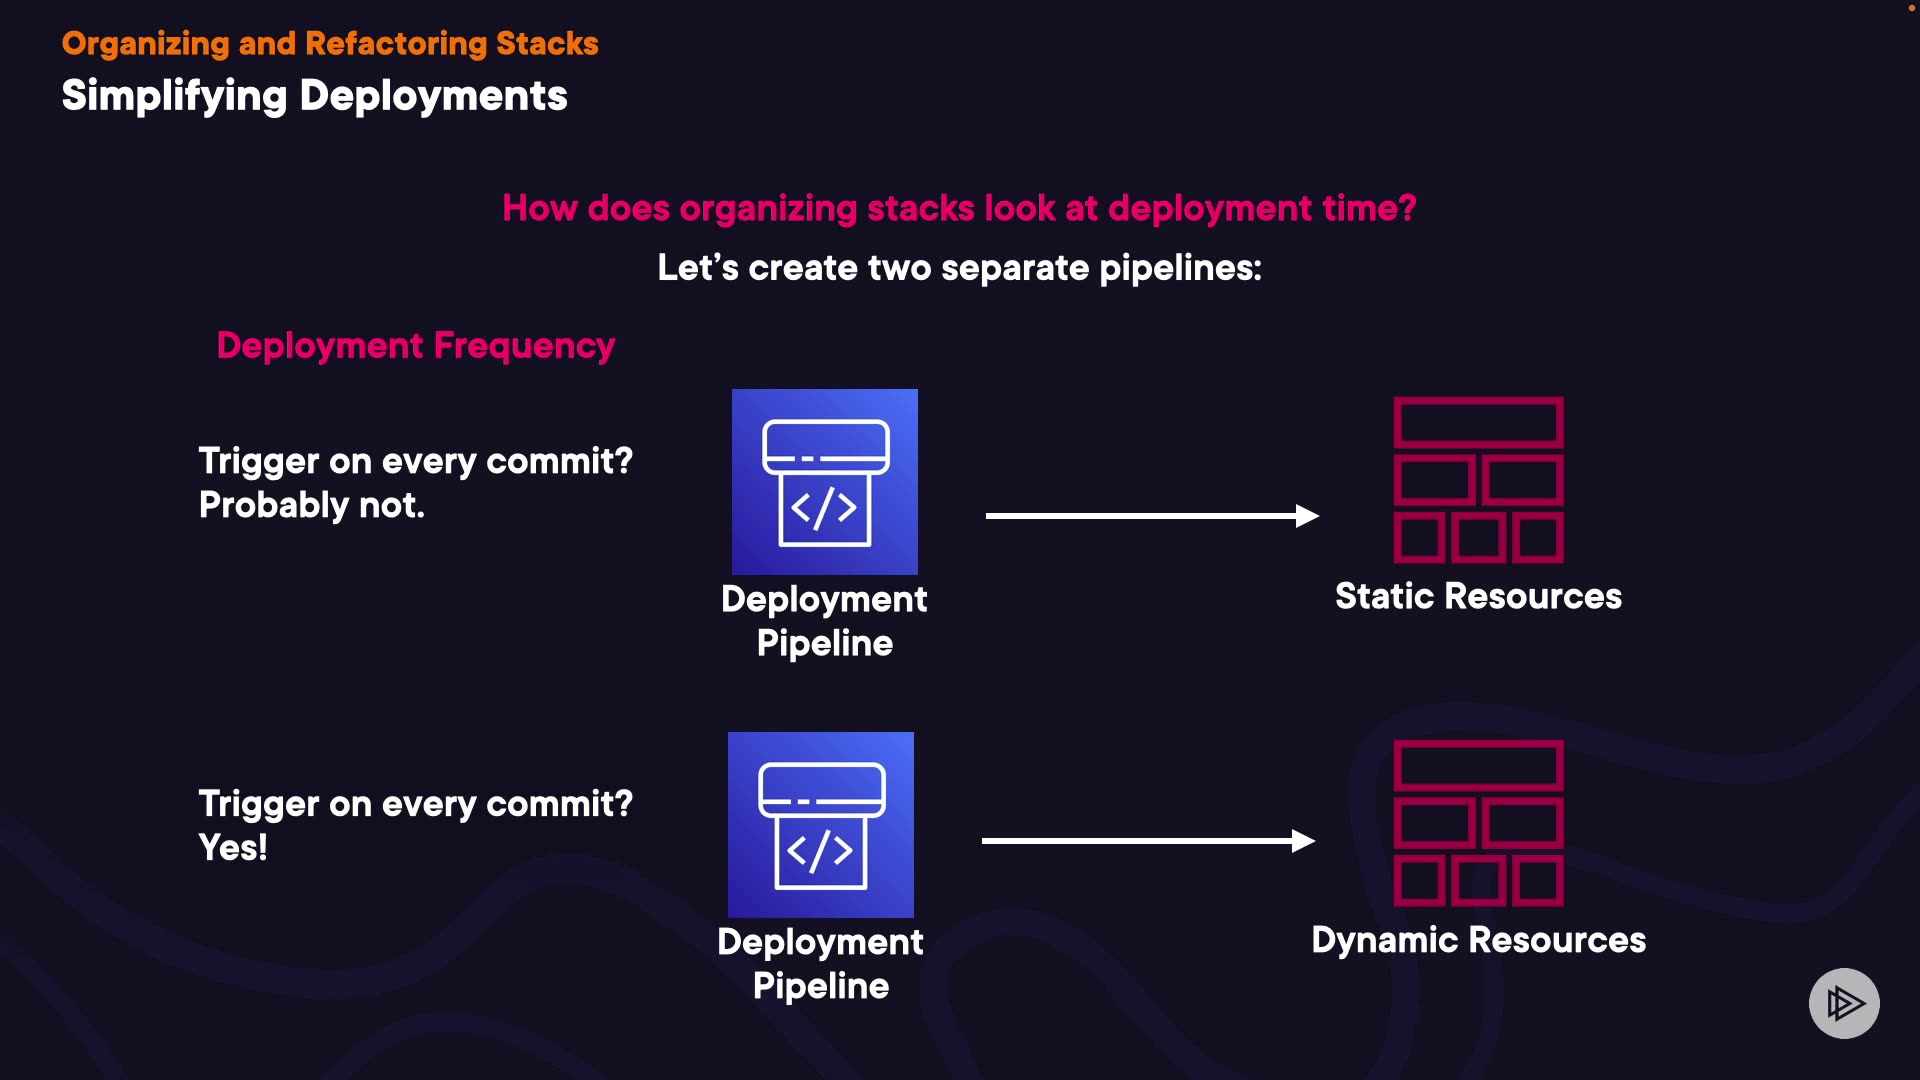 Organizing and Refactoring Stacks
Simplifying Deployments
How does organizing stacks look at deployment time?
Let’s create two separate pipelines:
Deployment Frequency
Trigger on every commit?
Probably not.
</>
Deployment
Pipeline
Static Resources
Trigger on every commit?
Yes!
</>
Deployment
Pipeline
Dynamic Resources